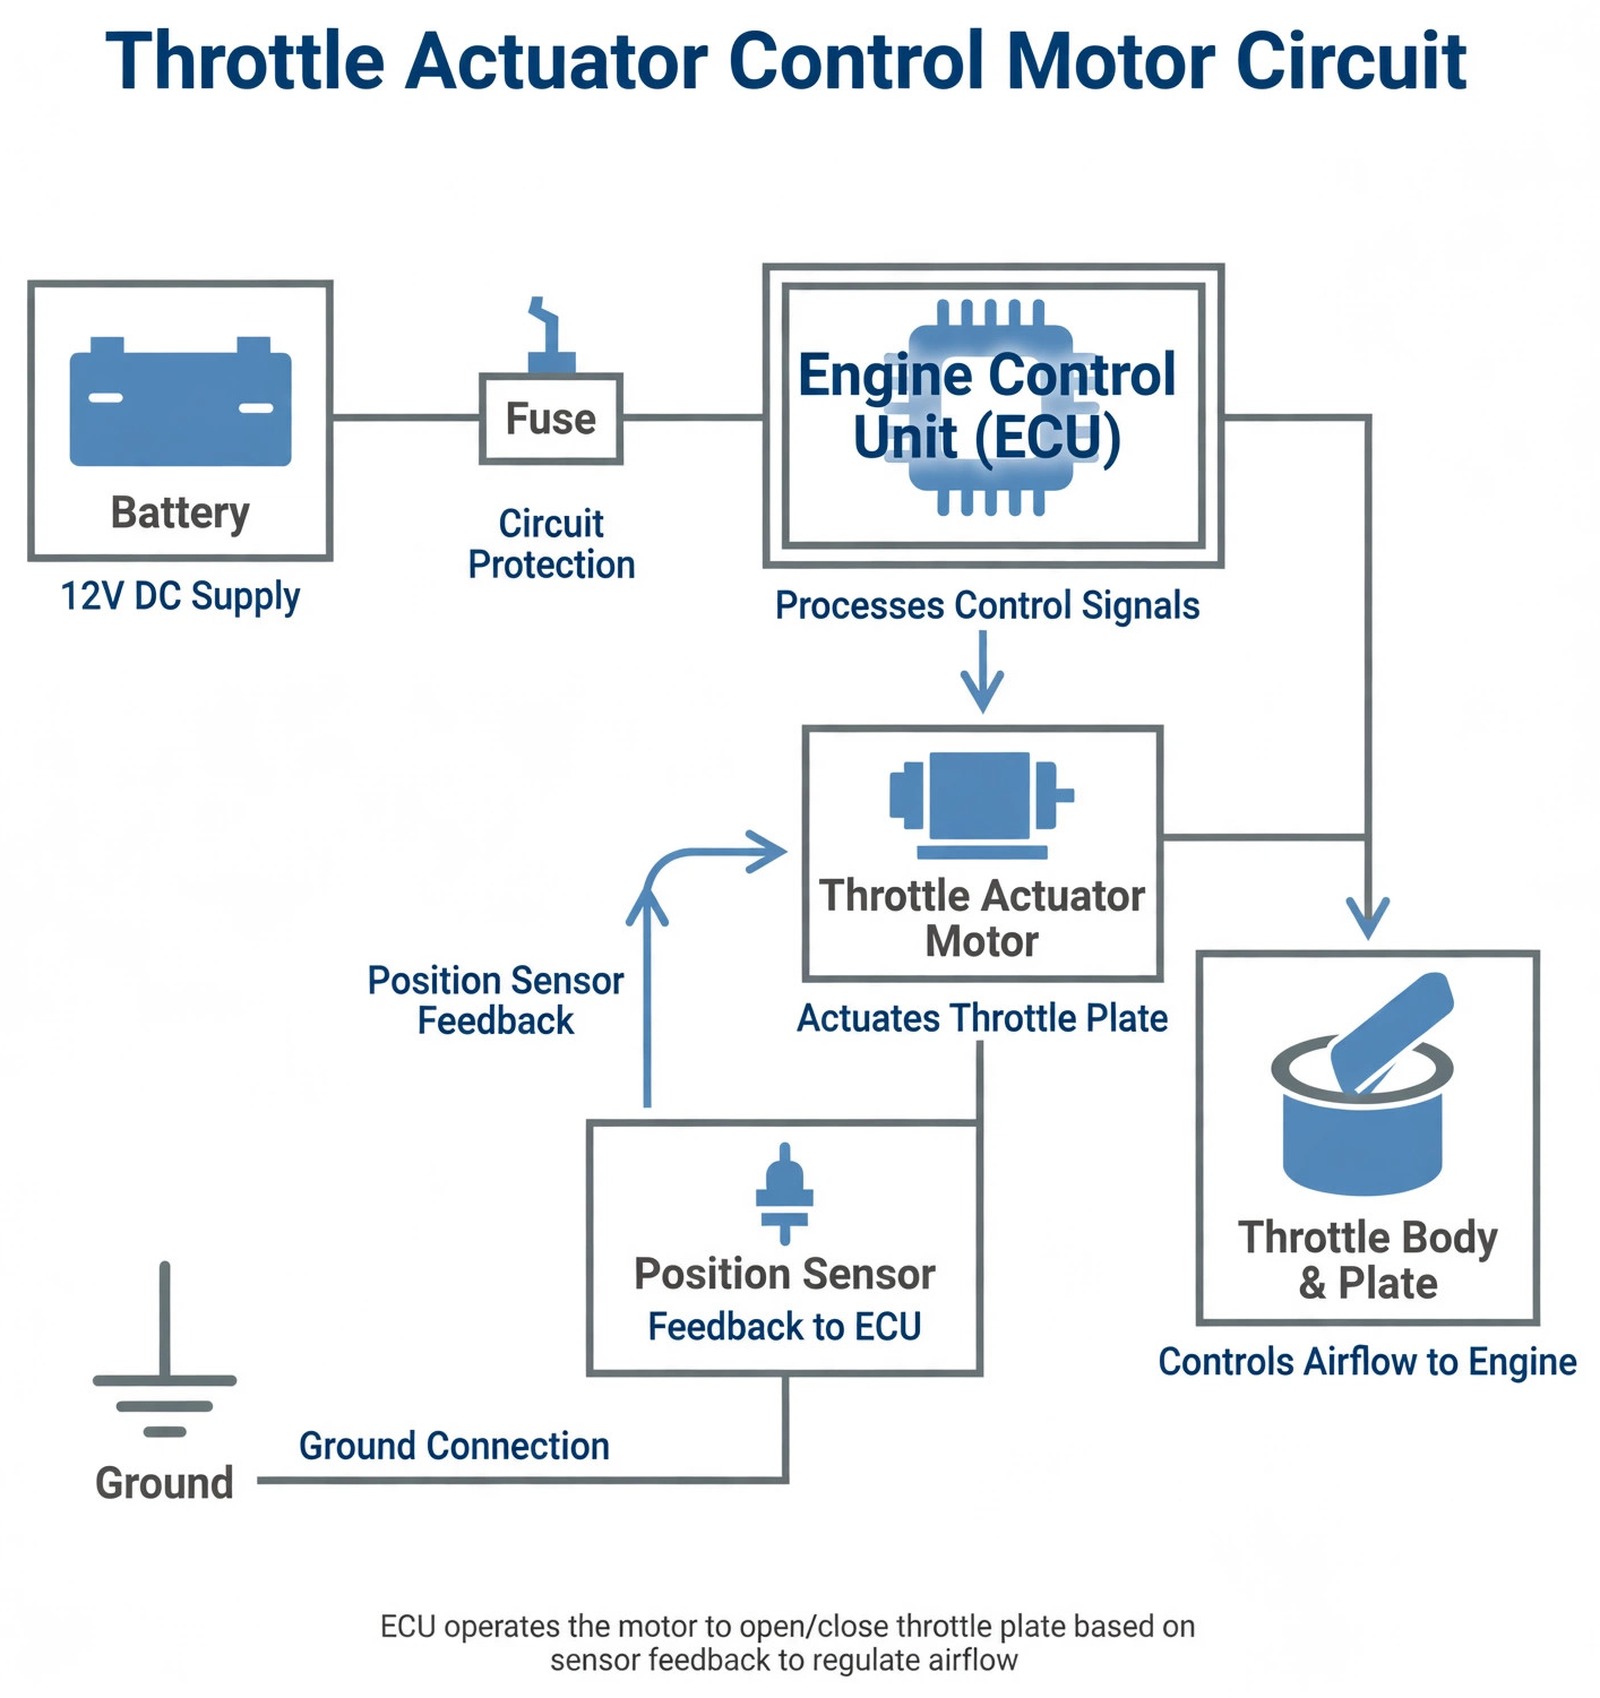 Throttle Actuator Control Motor Circuit
Battery
12V DC Supply
Fuse
Circuit
Protection
Engine Control
Unit (ECU)
Processes Control Signals
Throttle Actuator
Motor
Actuates Throttle Plate
Position Sensor
Feedback
Position Sensor
Feedback to ECU
Throttle Body
& Plate
Controls Airflow to Engine
Ground Connection
Ground
ECU operates the motor to open/close throttle plate based on
sensor feedback to regulate airflow